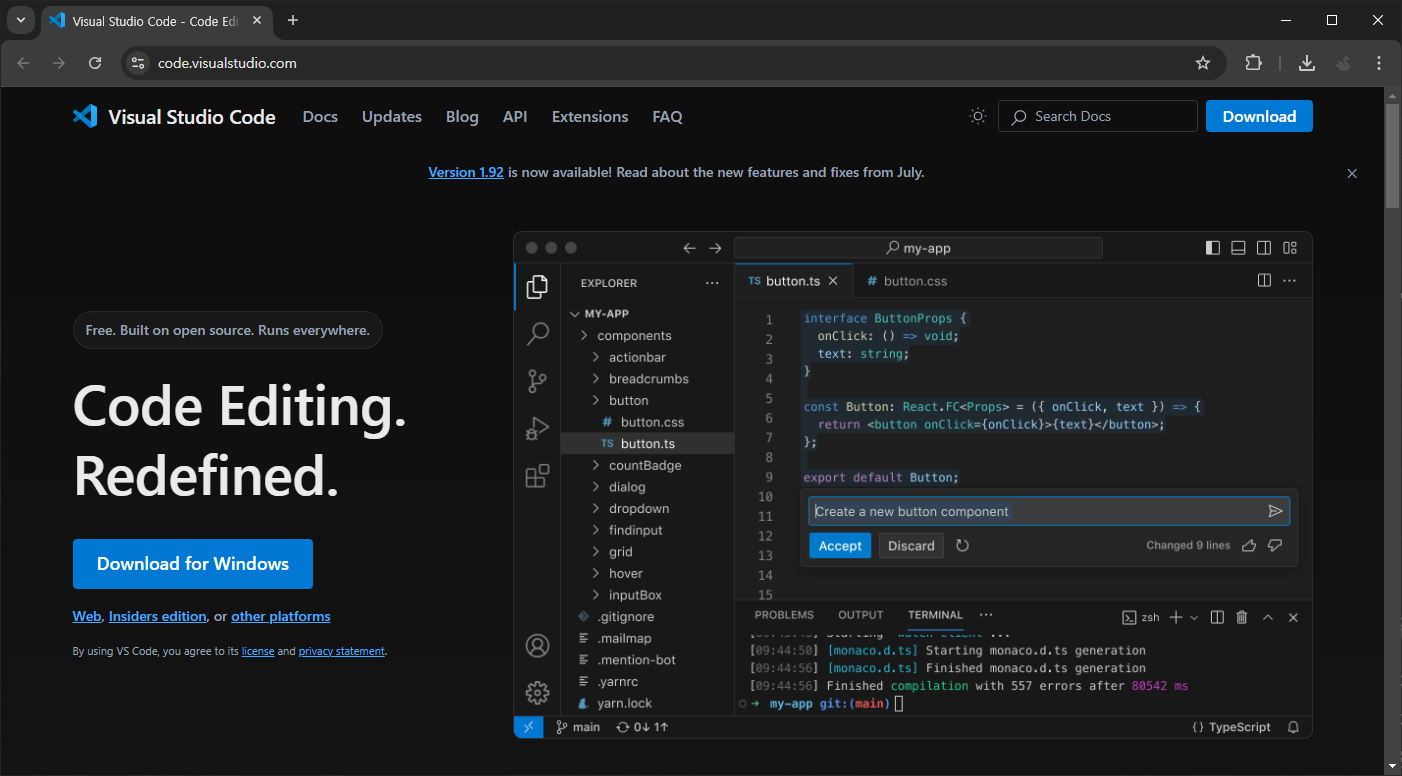 Visual Studio Code - Code Edi
code.visualstudio.com
Visual Studio Code Docs Updates Blog API Extensions FAQ Search Docs Download
Version 1.92 is now available! Read about the new features and fixes from July.
Free. Built on open source. Runs everywhere.
Code Editing.
Redefined.
Download for Windows
Web, Insiders edition, or other platforms
By using VS Code, you agree to its license and privacy statement.
my-app
EXPLORER
MY-APP
components
actionbar
breadcrumbs
button
# button.css
TS button.ts
countBadge
dialog
dropdown
findinput
grid
hover
inputBox
.gitignore
.mailmap
.mention-bot
.yarnrc
yarn.lock
TS button.ts # button.css
1 interface ButtonProps {
2 onClick: () => void;
3 text: string;
4 }
5
6 const Button: React.FC<Props> = ({ onClick, text }) => {
7 return <button onClick={onClick}>{text}</button>;
8 };
9
10 export default Button;
11
12
13
14
15
Create a new button component
Accept Discard Changed 9 lines
PROBLEMS OUTPUT TERMINAL ··· zsh
[09:44:50] [monaco.d.ts] Starting monaco.d.ts generation
[09:44:56] [monaco.d.ts] Finished monaco.d.ts generation
[09:44:56] Finished compilation with 557 errors after 80542 ms
my-app git:(main)
main 0↓ 1↑ {} TypeScript